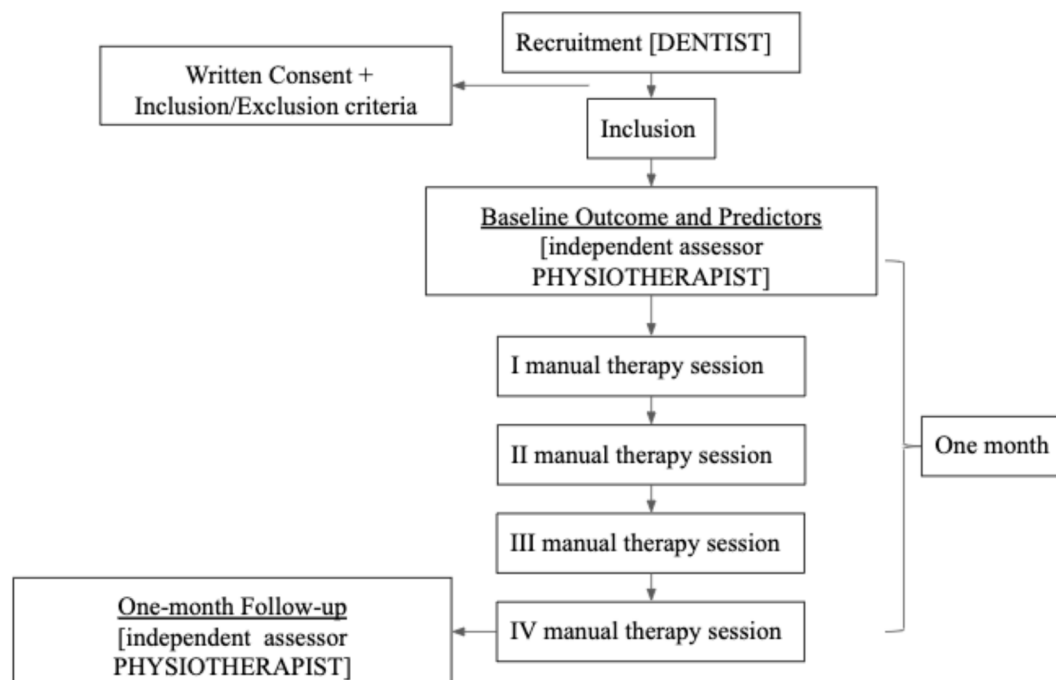 Recruitment [DENTIST]
Written Consent +
Inclusion/Exclusion criteria
Inclusion
Baseline Outcome and Predictors
[independent assessor
PHYSIOTHERAPIST]
I manual therapy session
II manual therapy session
One month
III manual therapy session
IV manual therapy session
One-month Follow-up
[independent assessor
PHYSIOTHERAPIST]